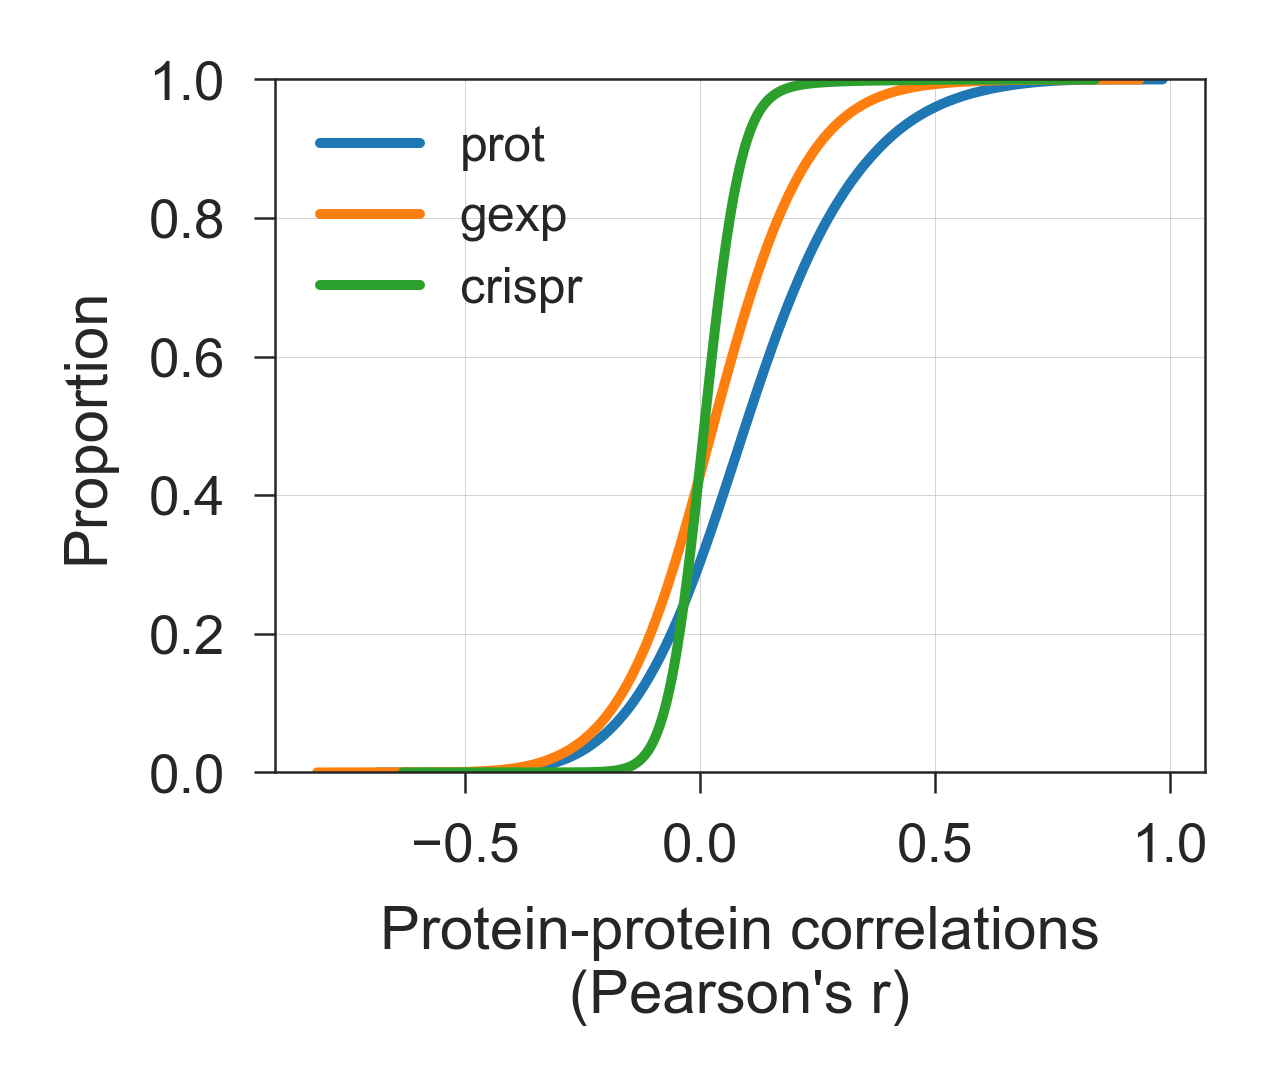 1.0
0.8
0.6
0.4
0.2
0.0
Proportion
prot
gexp
crispr
−0.5 0.0 0.5 1.0
Protein-protein correlations
(Pearson's r)